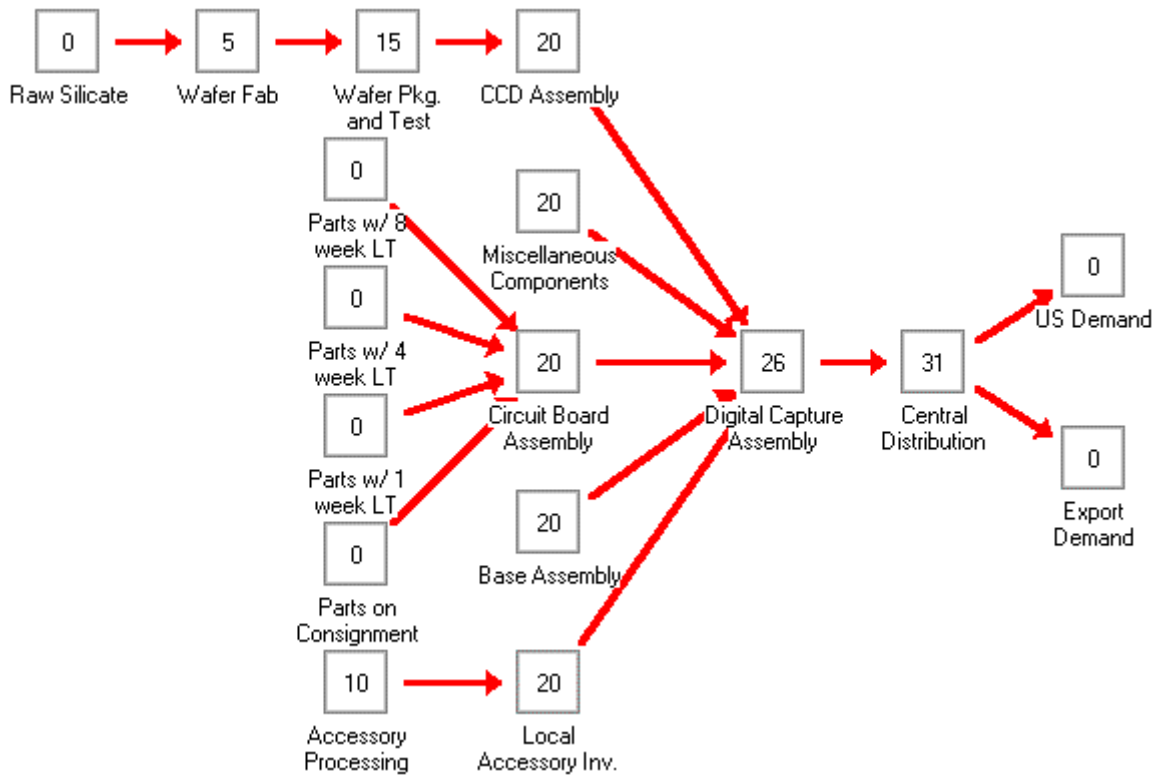 0
5
15
20
Raw Silicate
Wafer Fab
Wafer Pkg.
and Test
CCD Assembly
0
Parts w/ 8
week LT
20
Miscellaneous
Components
0
US Demand
0
Parts w/ 4
week LT
20
Circuit Board
Assembly
26
Digital Capture
Assembly
31
Central
Distribution
0
Parts w/ 1
week LT
0
Export
Demand
20
Base Assembly
0
Parts on
Consignment
10
Accessory
Processing
20
Local
Accessory Inv.